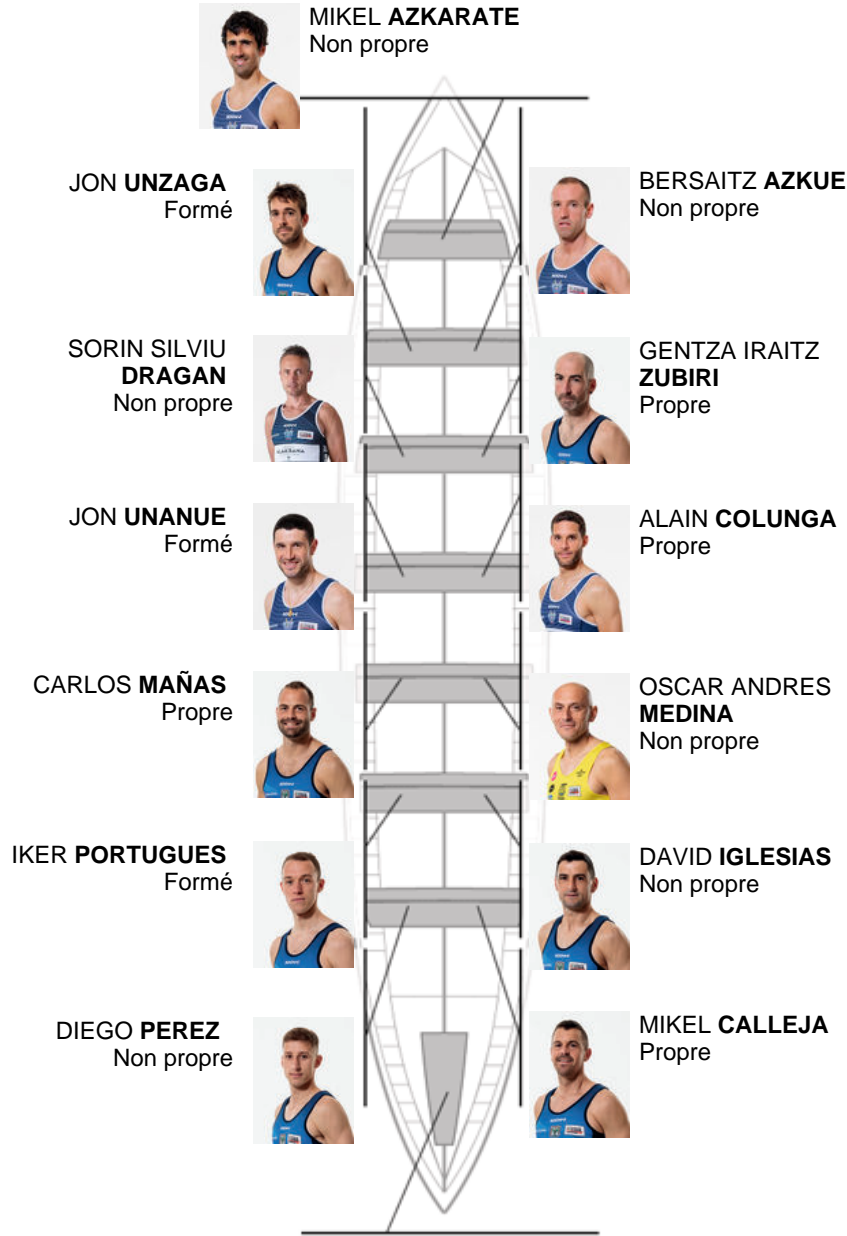 MIKEL AZKARATE
Non propre
JON UNZAGA
Formé
BERSAITZ AZKUE
Non propre
SORIN SILVIU
DRAGAN
Non propre
GENTZA IRAITZ
ZUBIRI
Propre
JON UNANUE
Formé
ALAIN COLUNGA
Propre
CARLOS MAÑAS
Propre
OSCAR ANDRES
MEDINA
Non propre
IKER PORTUGUES
Formé
DAVID IGLESIAS
Non propre
DIEGO PEREZ
Non propre
MIKEL CALLEJA
Propre